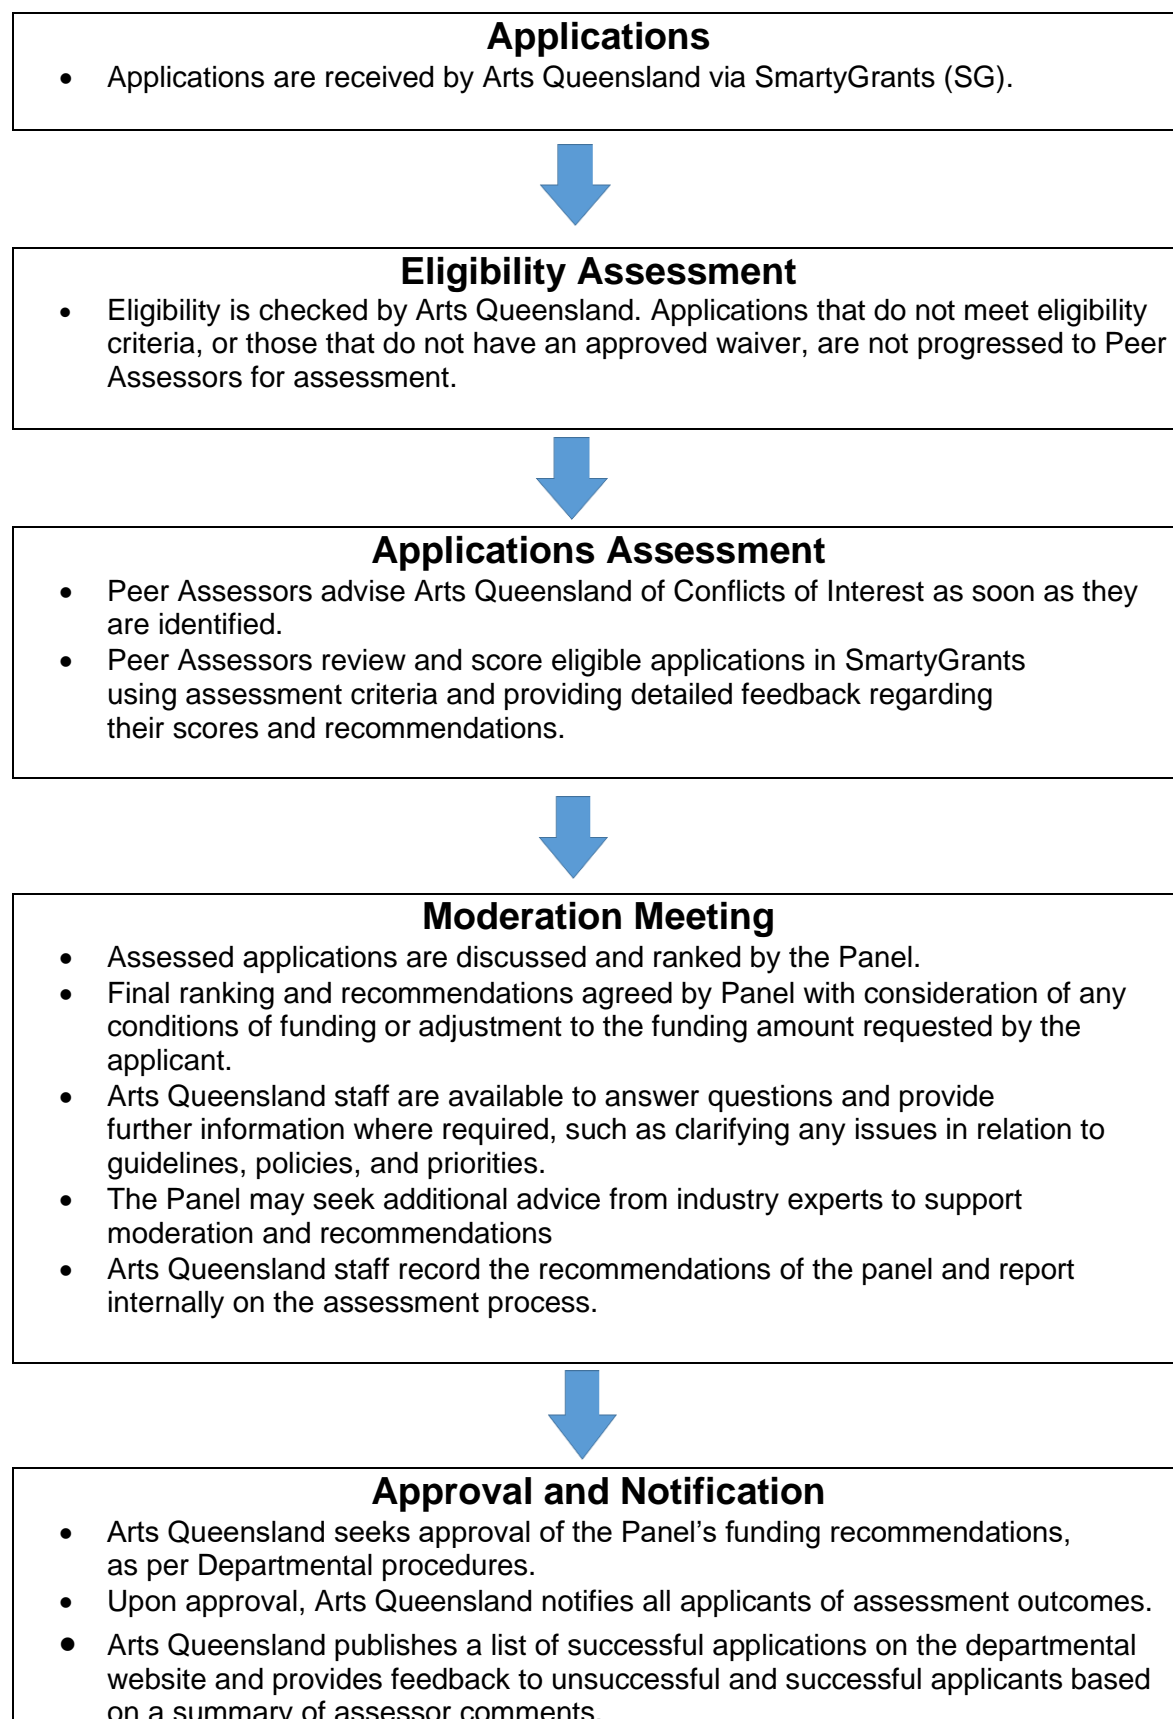 Applications
• Applications are received by Arts Queensland via SmartyGrants (SG).
Eligibility Assessment
• Eligibility is checked by Arts Queensland. Applications that do not meet eligibility
criteria, or those that do not have an approved waiver, are not progressed to Peer
Assessors for assessment.
Applications Assessment
• Peer Assessors advise Arts Queensland of Conflicts of Interest as soon as they
are identified.
• Peer Assessors review and score eligible applications in SmartyGrants
using assessment criteria and providing detailed feedback regarding
their scores and recommendations.
Moderation Meeting
• Assessed applications are discussed and ranked by the Panel.
• Final ranking and recommendations agreed by Panel with consideration of any
conditions of funding or adjustment to the funding amount requested by the
applicant.
• Arts Queensland staff are available to answer questions and provide
further information where required, such as clarifying any issues in relation to
guidelines, policies, and priorities.
• The Panel may seek additional advice from industry experts to support
moderation and recommendations
• Arts Queensland staff record the recommendations of the panel and report
internally on the assessment process.
Approval and Notification
• Arts Queensland seeks approval of the Panel’s funding recommendations,
as per Departmental procedures.
• Upon approval, Arts Queensland notifies all applicants of assessment outcomes.
• Arts Queensland publishes a list of successful applications on the departmental
website and provides feedback to unsuccessful and successful applicants based
on a summary of assessor comments.